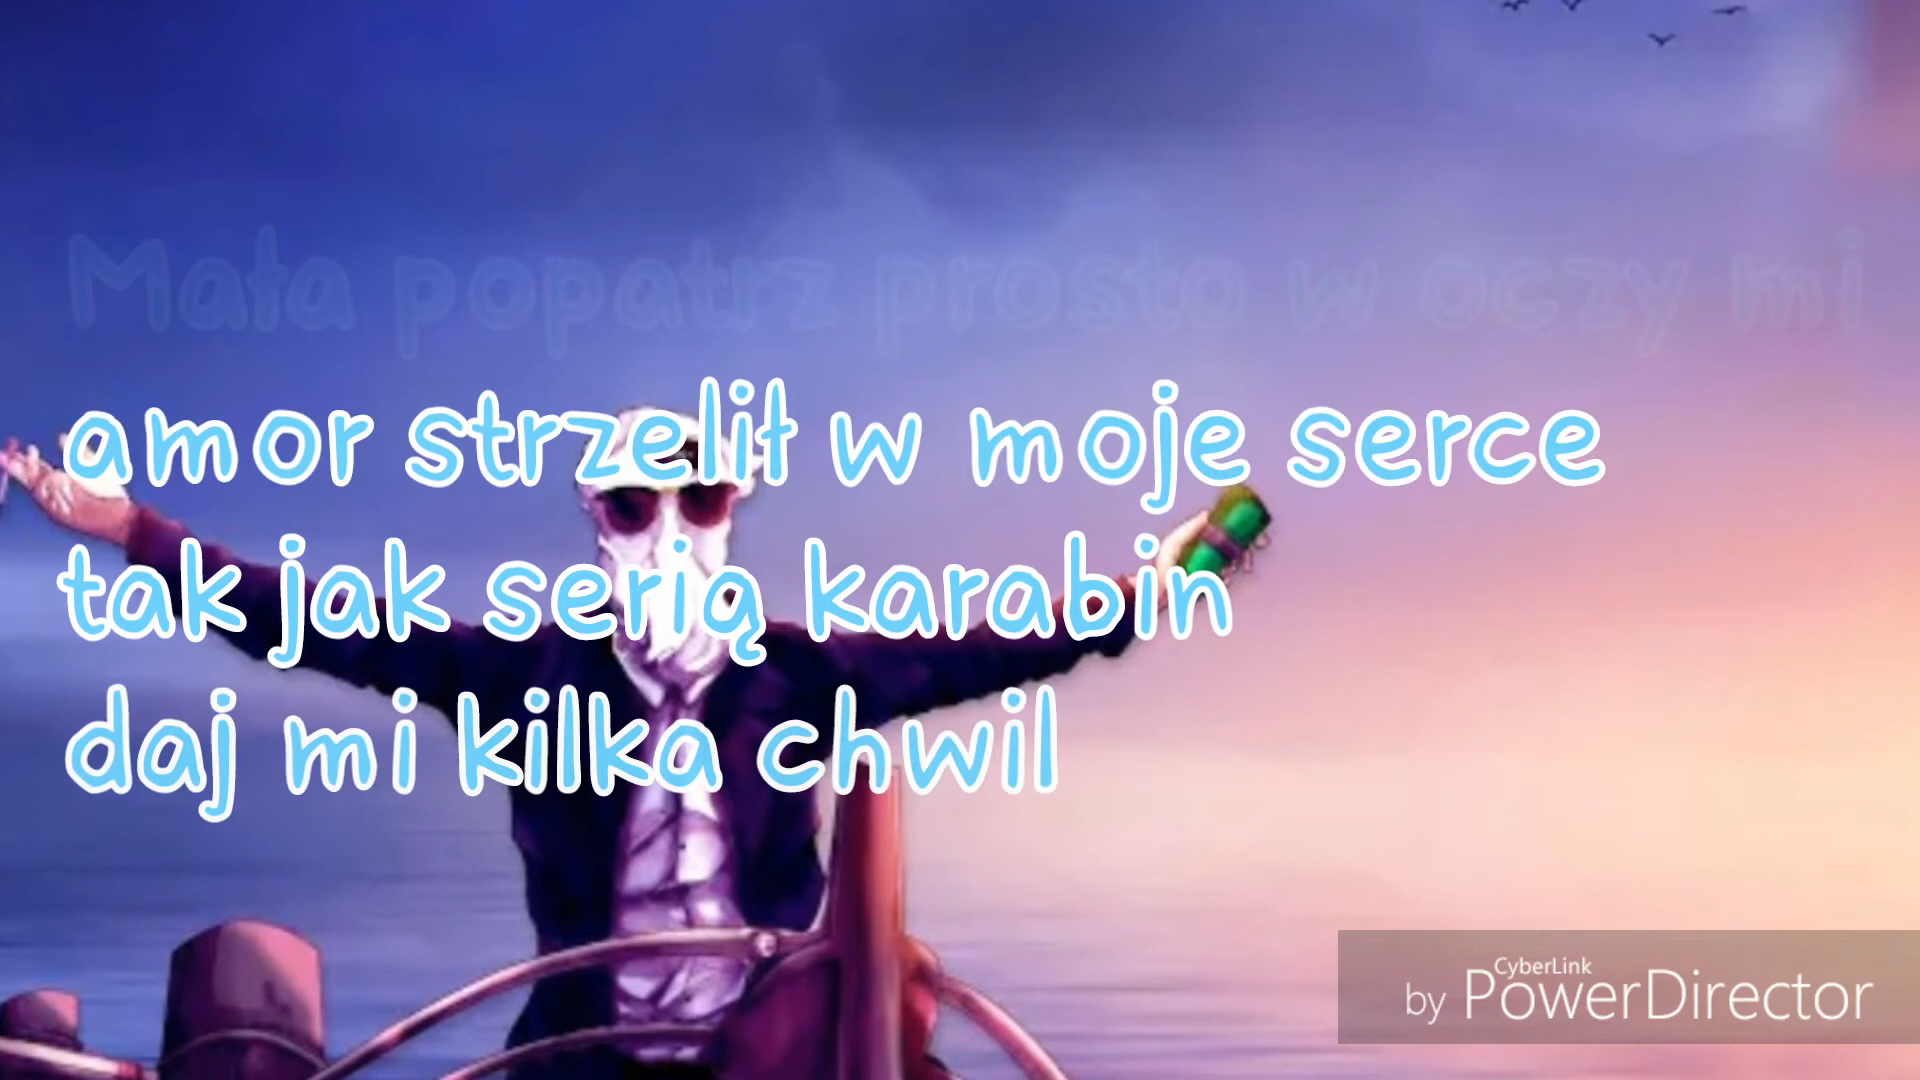 Mała popatrz prosto w oczy mi
amor strzelił w moje serce
tak jak serią karabin
daj mi kilka chwil
by CyberLink PowerDirector